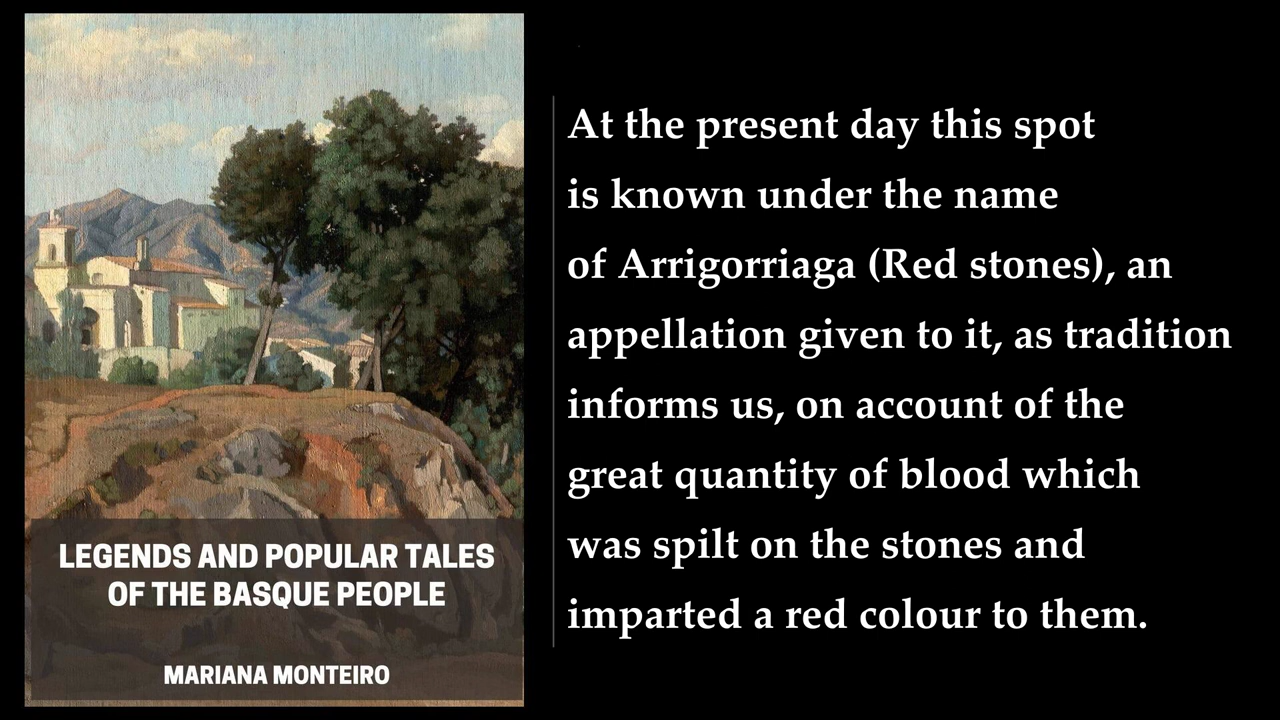 At the present day this spot
is known under the name
of Arrigorriaga (Red stones), an
appellation given to it, as tradition
informs us, on account of the
great quantity of blood which
was spilt on the stones and
imparted a red colour to them.
LEGENDS AND POPULAR TALES
OF THE BASQUE PEOPLE
MARIANA MONTEIRO